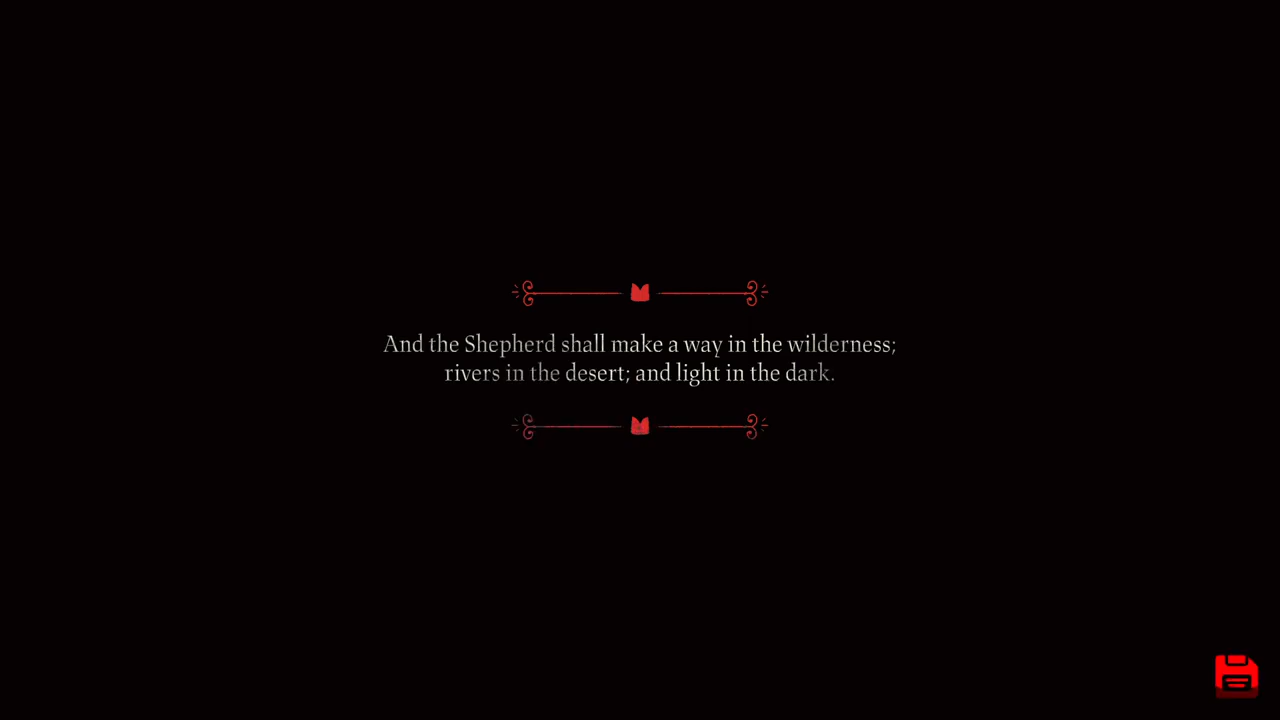 And the Shepherd shall make a way in the wilderness;
rivers in the desert; and light in the dark.